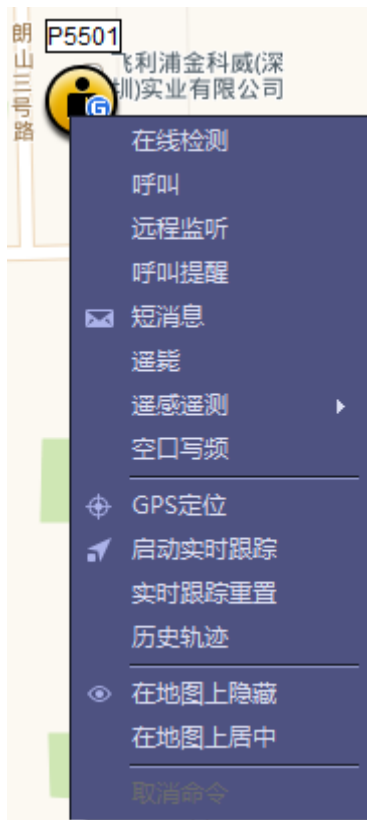 朗山三号路
P5501
飞利浦金科威(深
圳)实业有限公司
G
在线检测
呼叫
远程监听
呼叫提醒
短消息
遥毙
遥感遥测
空口写频
GPS定位
启动实时跟踪
实时跟踪重置
历史轨迹
在地图上隐藏
在地图上居中
取消命令